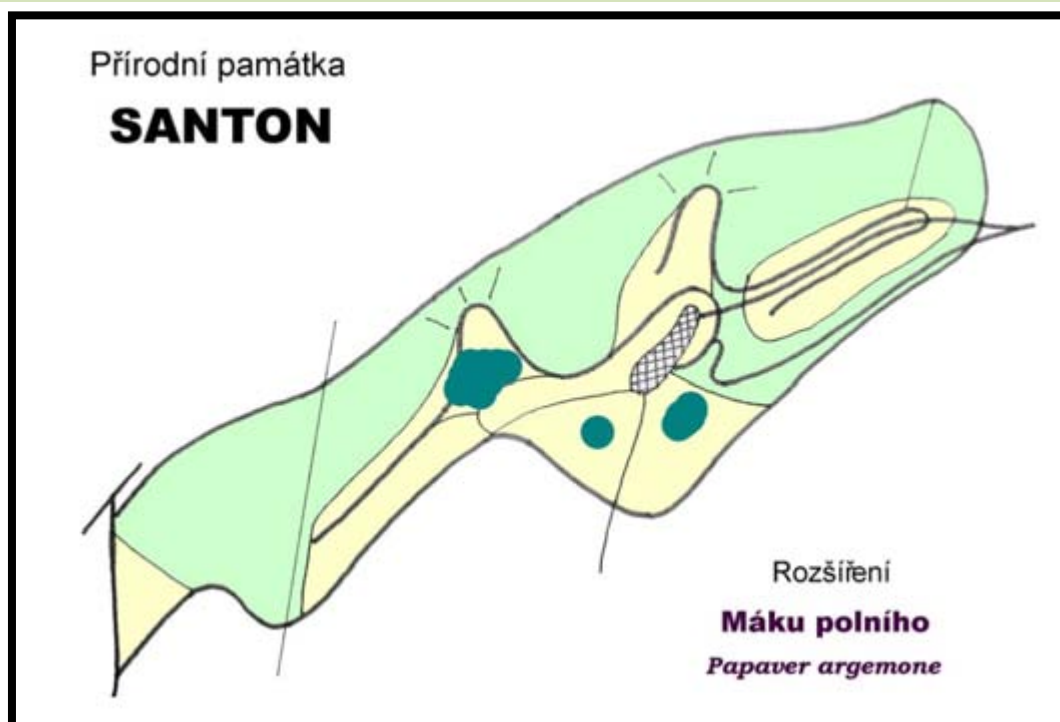 Přírodní památka
SANTON
Rozšíření
Máku polního
Papaver argemone